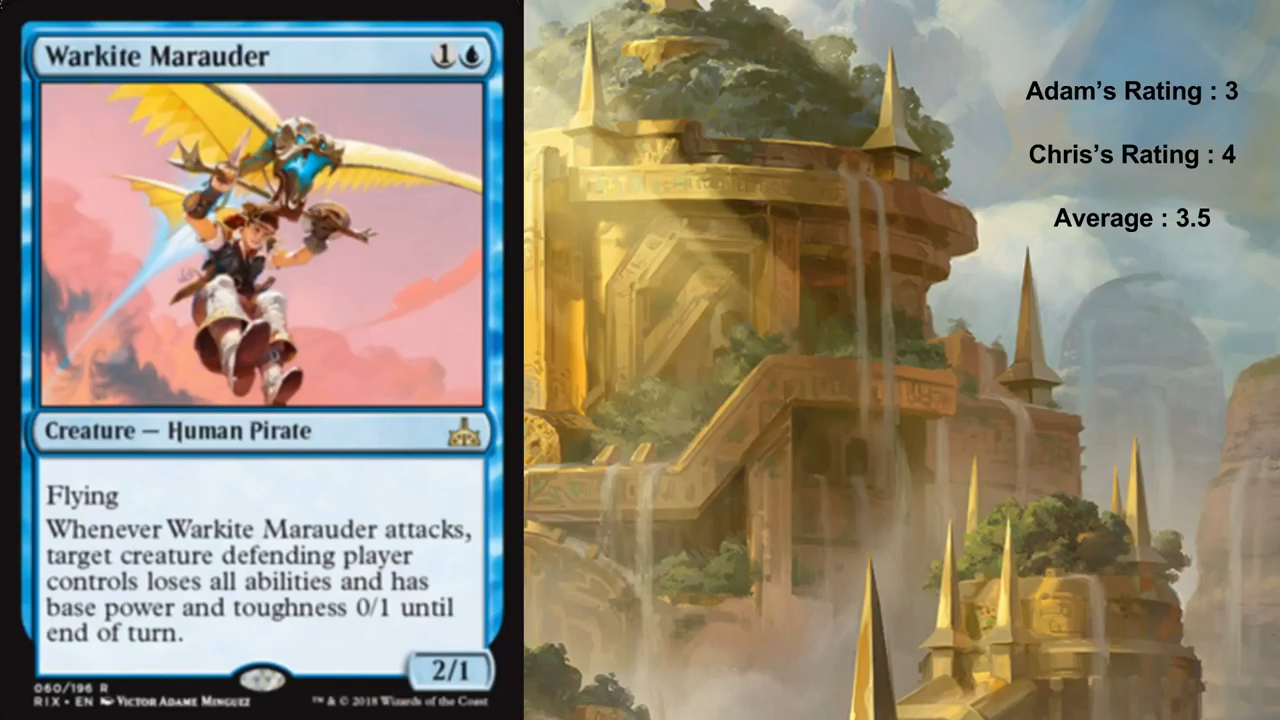 Warkite Marauder 1
Creature — Human Pirate
Flying
Whenever Warkite Marauder attacks,
target creature defending player
controls loses all abilities and has
base power and toughness 0/1 until
end of turn.
2/1
060/196 R
RIX • EN Victor Adame Minguez
™ & © 2018 Wizards of the Coast
Adam’s Rating : 3
Chris’s Rating : 4
Average : 3.5